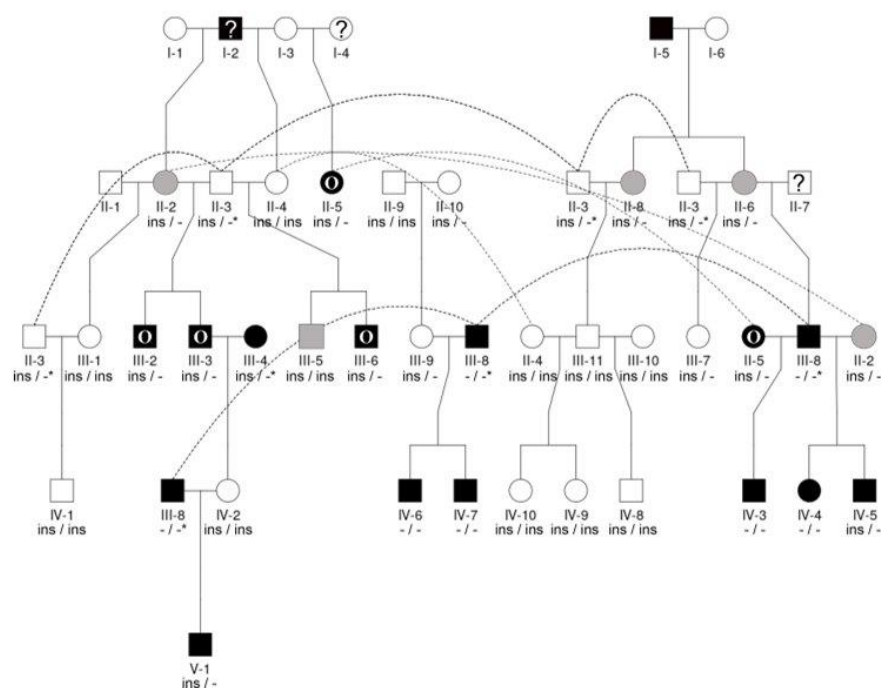 ? ?
I-1 I-2 I-3 I-4 I-5 I-6
O ?
II-1 II-2 II-3 II-4 II-5 II-9 II-10 II-3 II-8 II-3 II-6 II-7
ins / - ins / -* ins / ins ins / - ins / ins ins / - ins / -* ins / - ins / -* ins / -
O O O O
II-3 III-1 III-2 III-3 III-4 III-5 III-6 III-9 III-8 II-4 III-11 III-10 III-7 II-5 III-8 II-2
ins / -* ins / ins ins / - ins / - ins / -* ins / ins ins / - ins / - - / -* ins / ins ins / ins ins / ins ins / - ins / - - / -* ins / -
IV-1 III-8 IV-2 IV-6 IV-7 IV-10 IV-9 IV-8 IV-3 IV-4 IV-5
ins / ins - / -* ins / ins - / - - / - ins / ins ins / ins ins / ins - / - - / - ins / -
V-1
ins / -